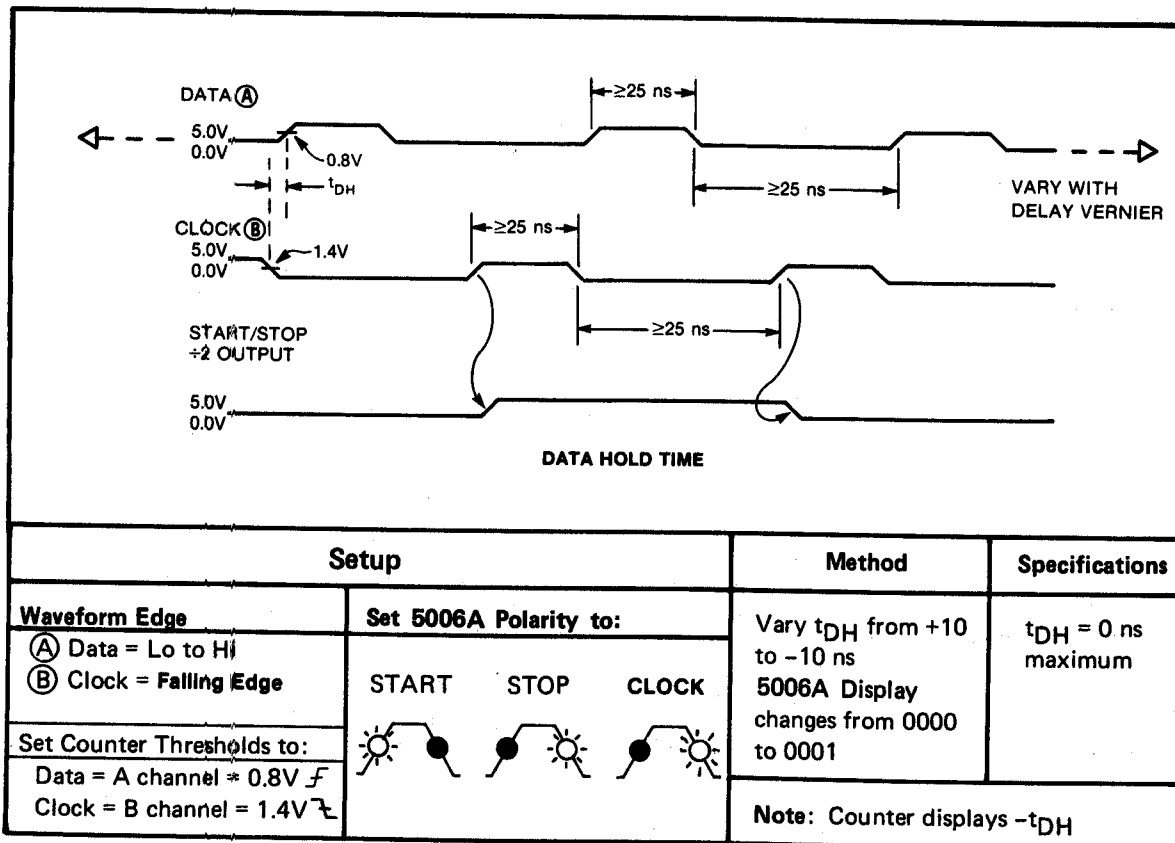 DATA Ⓐ
≥25 ns
5.0V
0.0V
0.8V
tDH
≥25 ns
VARY WITH
DELAY VERNIER
CLOCK Ⓑ
≥25 ns
5.0V
0.0V
1.4V
≥25 ns
START/STOP
÷2 OUTPUT
5.0V
0.0V
DATA HOLD TIME
Setup
Method
Specifications
Waveform Edge
Ⓐ Data = Lo to Hi
Ⓑ Clock = Falling Edge
Set Counter Thresholds to:
Data = A channel = 0.8V
Clock = B channel = 1.4V
Set 5006A Polarity to:
START STOP CLOCK
Vary tDH from +10
to –10 ns
5006A Display
changes from 0000
to 0001
tDH = 0 ns
maximum
Note: Counter displays –tDH